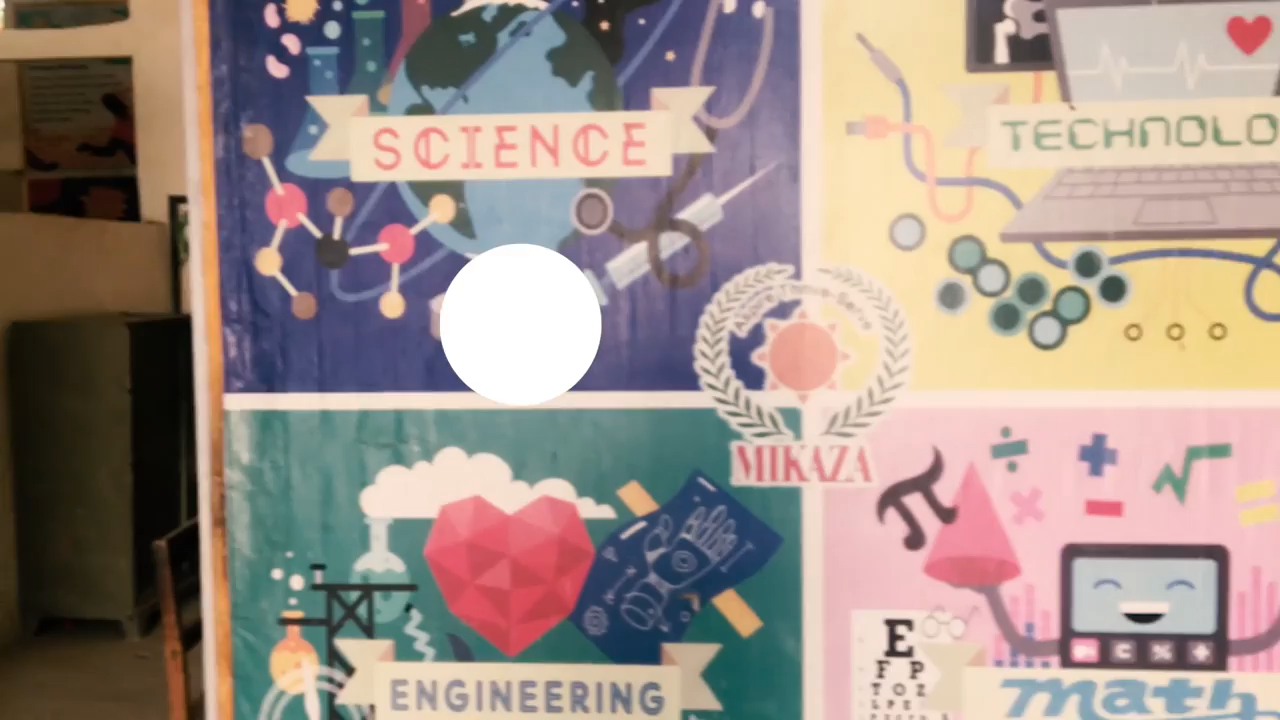 SCIENCE
TECHNOLO
MIKAZA
ENGINEERING
E
F P
T O Z
L P E
math